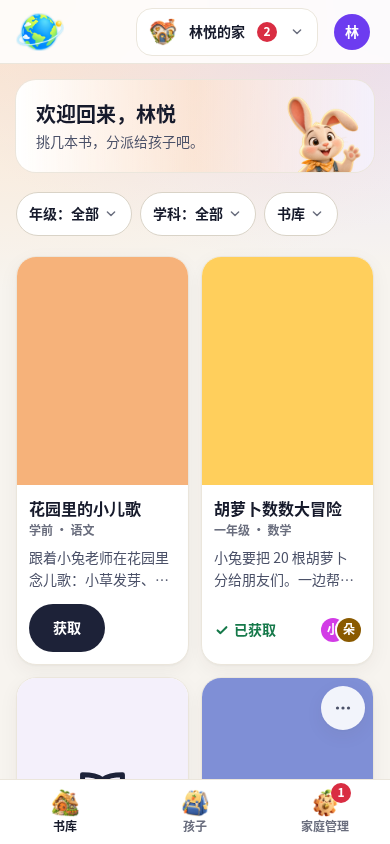 林悦的家 2
林
欢迎回来，林悦
挑几本书，分派给孩子吧。
年级：全部
学科：全部
书库
花园里的小儿歌
学前 · 语文
跟着小兔老师在花园里
念儿歌：小草发芽、…
获取
胡萝卜数数大冒险
一年级 · 数学
小兔要把 20 根胡萝卜
分给朋友们。一边帮…
已获取
小 朵
书库
孩子
1
家庭管理